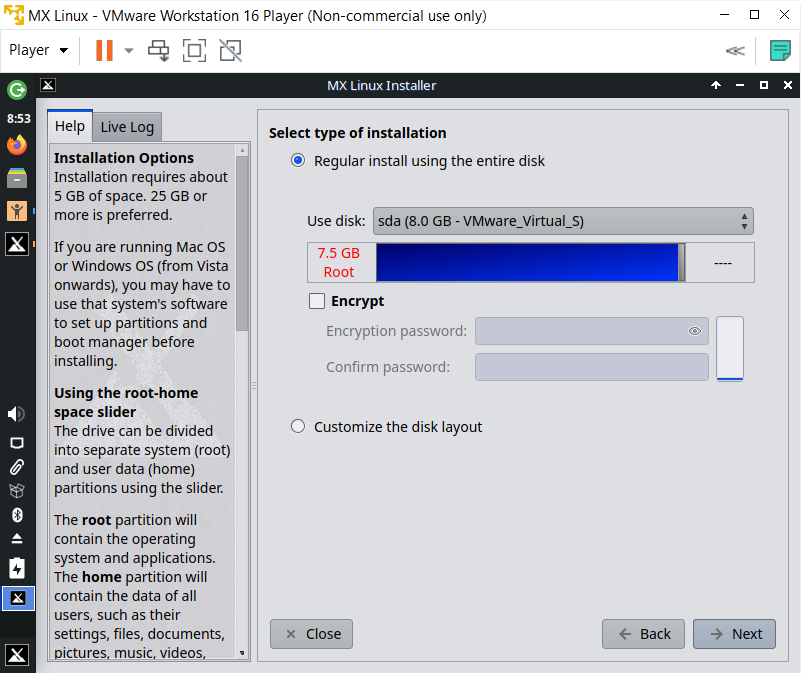 MX Linux - VMware Workstation 16 Player (Non-commercial use only)
Player
MX Linux Installer
8:53
Help
Live Log
Installation Options
Installation requires about
5 GB of space. 25 GB or
more is preferred.
If you are running Mac OS
or Windows OS (from Vista
onwards), you may have to
use that system's software
to set up partitions and
boot manager before
installing.
Using the root-home
space slider
The drive can be divided
into separate system (root)
and user data (home)
partitions using the slider.
The root partition will
contain the operating
system and applications.
The home partition will
contain the data of all
users, such as their
settings, files, documents,
pictures, music, videos,
Select type of installation
Regular install using the entire disk
Use disk: sda (8.0 GB - VMware_Virtual_S)
7.5 GB
Root
----
Encrypt
Encryption password:
Confirm password:
Customize the disk layout
Close
Back
Next